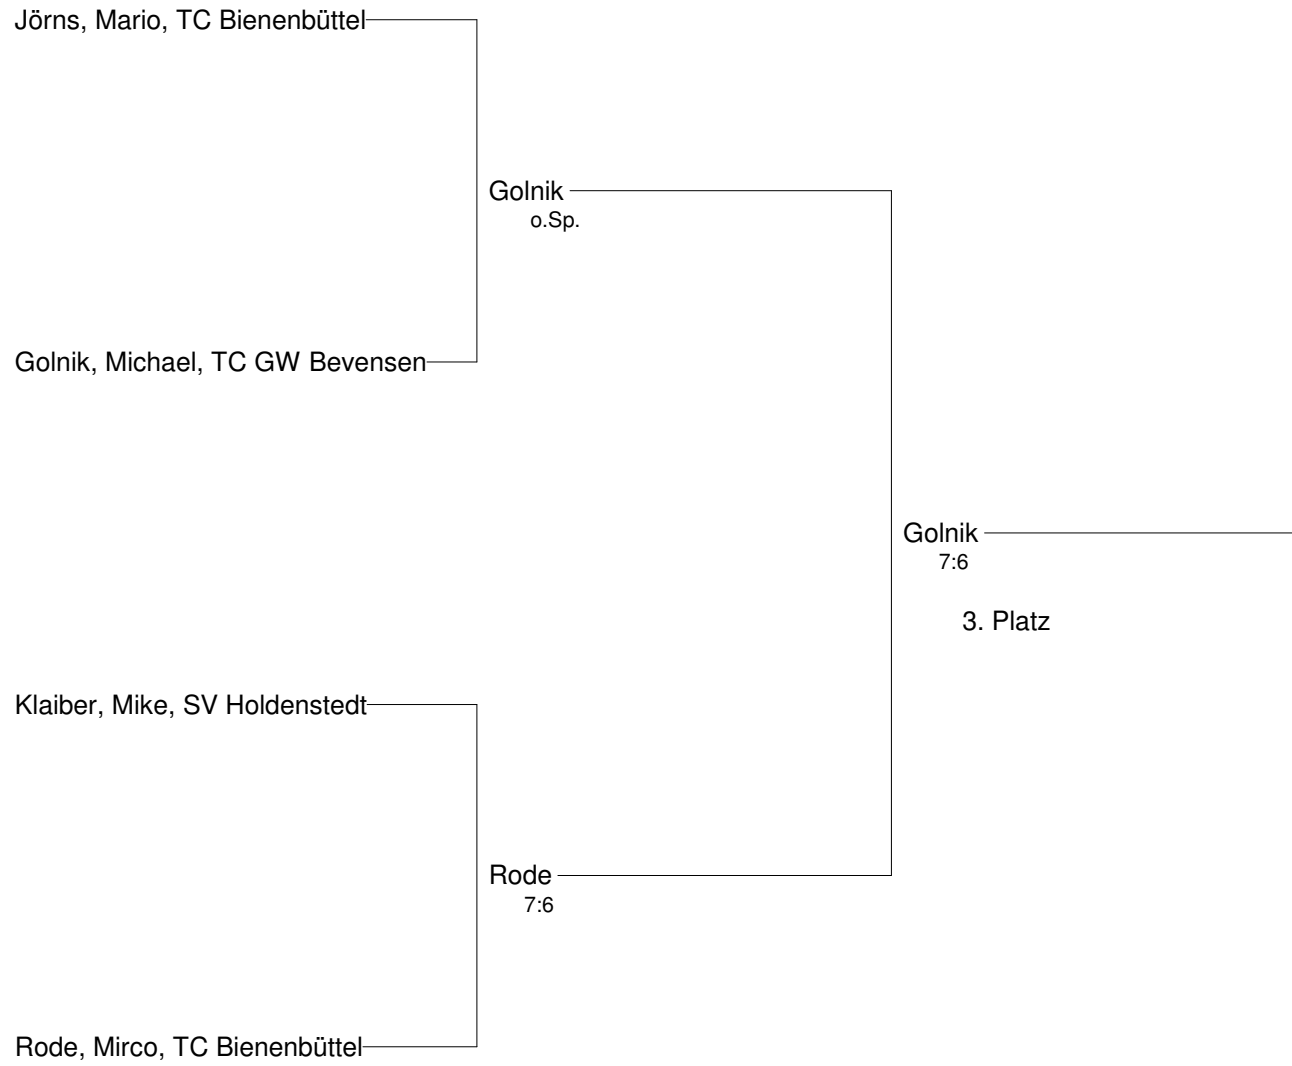 Jörns, Mario, TC Bienenbüttel
Golnik
o.Sp.
Golnik, Michael, TC GW Bevensen
Golnik
7:6
3. Platz
Klaiber, Mike, SV Holdenstedt
Rode
7:6
Rode, Mirco, TC Bienenbüttel